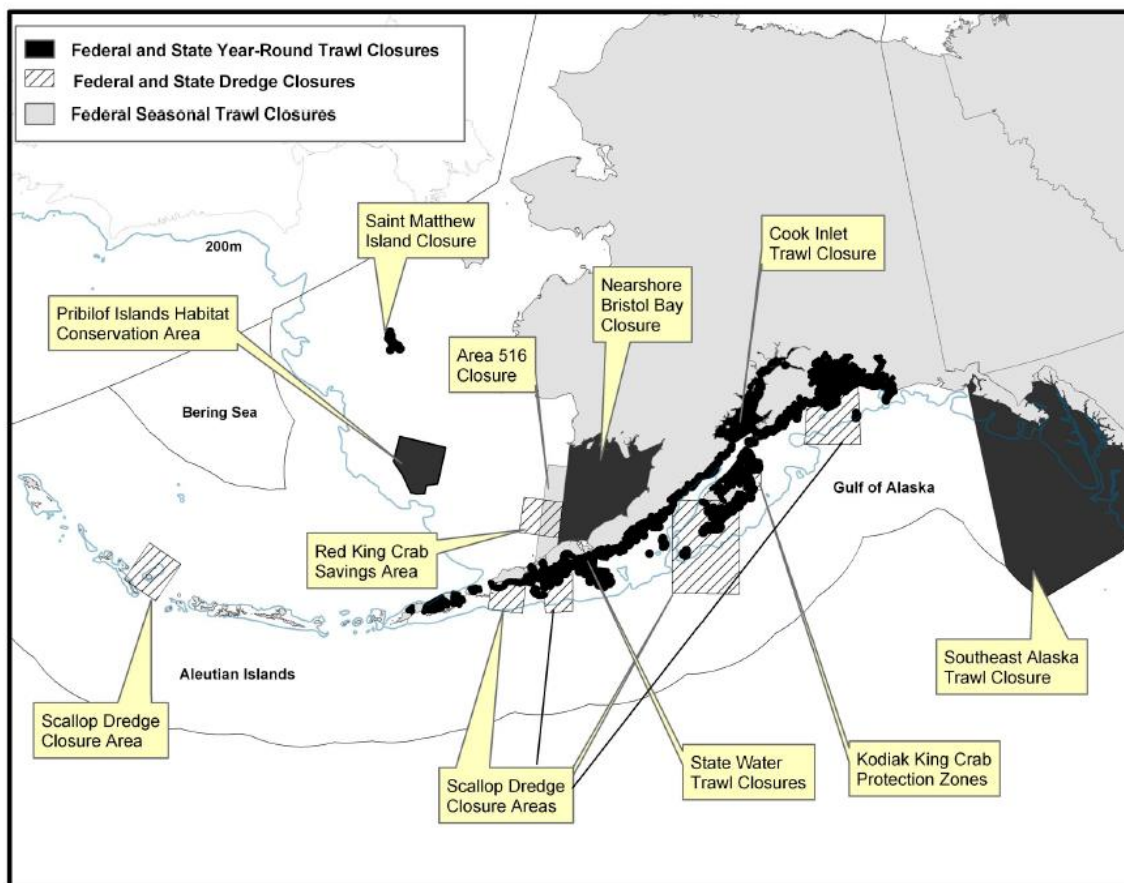 Federal and State Year-Round Trawl Closures
Federal and State Dredge Closures
Federal Seasonal Trawl Closures
Saint Matthew
Island Closure
200m
Cook Inlet
Trawl Closure
Nearshore
Bristol Bay
Closure
Pribilof Islands Habitat
Conservation Area
Area 516
Closure
Bering Sea
Gulf of Alaska
Red King Crab
Savings Area
Aleutian Islands
Southeast Alaska
Trawl Closure
Scallop Dredge
Closure Area
Scallop Dredge
Closure Areas
State Water
Trawl Closures
Kodiak King Crab
Protection Zones